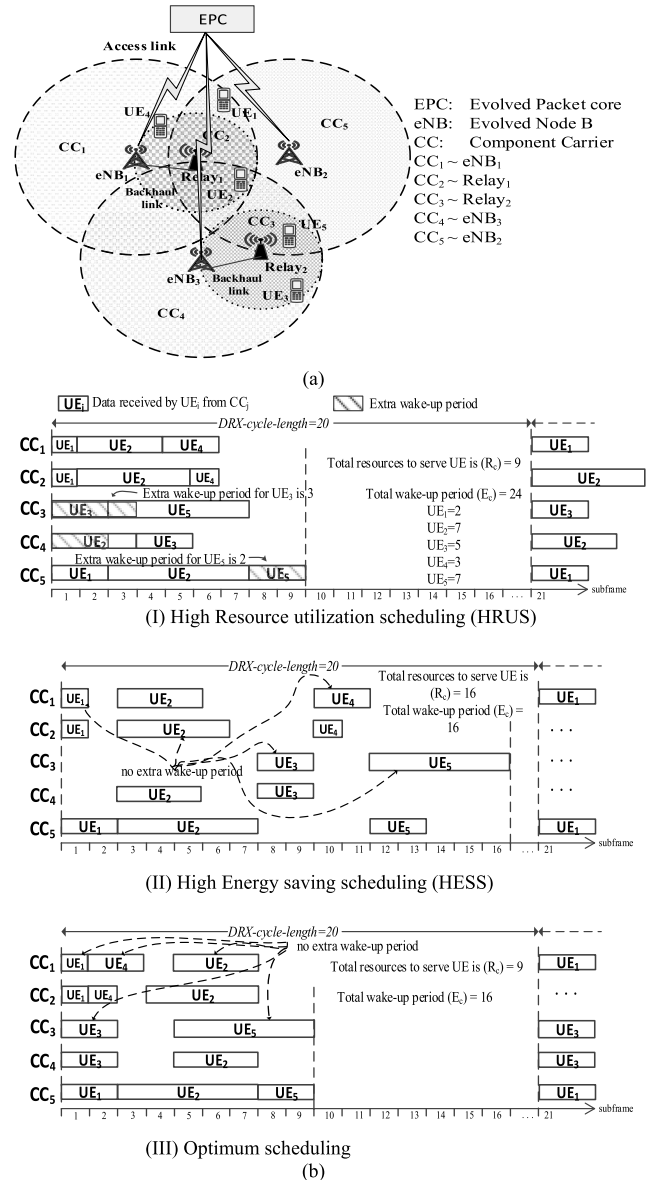 EPC
Access link
UE4
UE1
CC5
CC1
CC2
eNB1
Relay1
eNB2
Backhaul
link
UE2
CC3
UE5
eNB3
Relay2
Backhaul
link
UE3
CC4
EPC: Evolved Packet core
eNB: Evolved Node B
CC: Component Carrier
CC1 ~ eNB1
CC2 ~ Relay1
CC3 ~ Relay2
CC4 ~ eNB3
CC5 ~ eNB2
(a)
UEi Data received by UEi from CCj
Extra wake-up period
DRX-cycle-length=20
CC1 UE1 UE2 UE4 UE1
Total resources to serve UE is (Rc) = 9
CC2 UE1 UE2 UE4 UE2
Extra wake-up period for UE3 is 3
Total wake-up period (Ec) = 24
CC3 UE3 UE5 UE3
UE1=2
UE2=7
CC4 UE2 UE3 UE2
UE3=5
UE4=3
Extra wake-up period for UE5 is 2
UE5=7
CC5 UE1 UE2 UE5 UE1
subframe
1 2 3 4 5 6 7 8 9 10 11 12 13 14 15 16 ... 21
(I) High Resource utilization scheduling (HRUS)
DRX-cycle-length=20
Total resources to serve UE is
CC1 UE1 UE2 UE4 (Rc) = 16 UE1
Total wake-up period (Ec) =
16
CC2 UE1 UE2 UE4 ...
CC3 UE3 UE5 ...
no extra wake-up period
CC4 UE2 UE3 ...
CC5 UE1 UE2 UE5 UE1
subframe
1 2 3 4 5 6 7 8 9 10 11 12 13 14 15 16 ... 21
(II) High Energy saving scheduling (HESS)
DRX-cycle-length=20
no extra wake-up period
CC1 UE1 UE4 UE2 UE1
Total resources to serve UE is (Rc) = 9
CC2 UE1 UE4 UE2 ...
Total wake-up period (Ec) = 16
CC3 UE3 UE5 UE3
CC4 UE3 UE2 UE3
CC5 UE1 UE2 UE5 UE1
subframe
1 2 3 4 5 6 7 8 9 10 11 12 13 14 15 16 ... 21
(III) Optimum scheduling
(b)